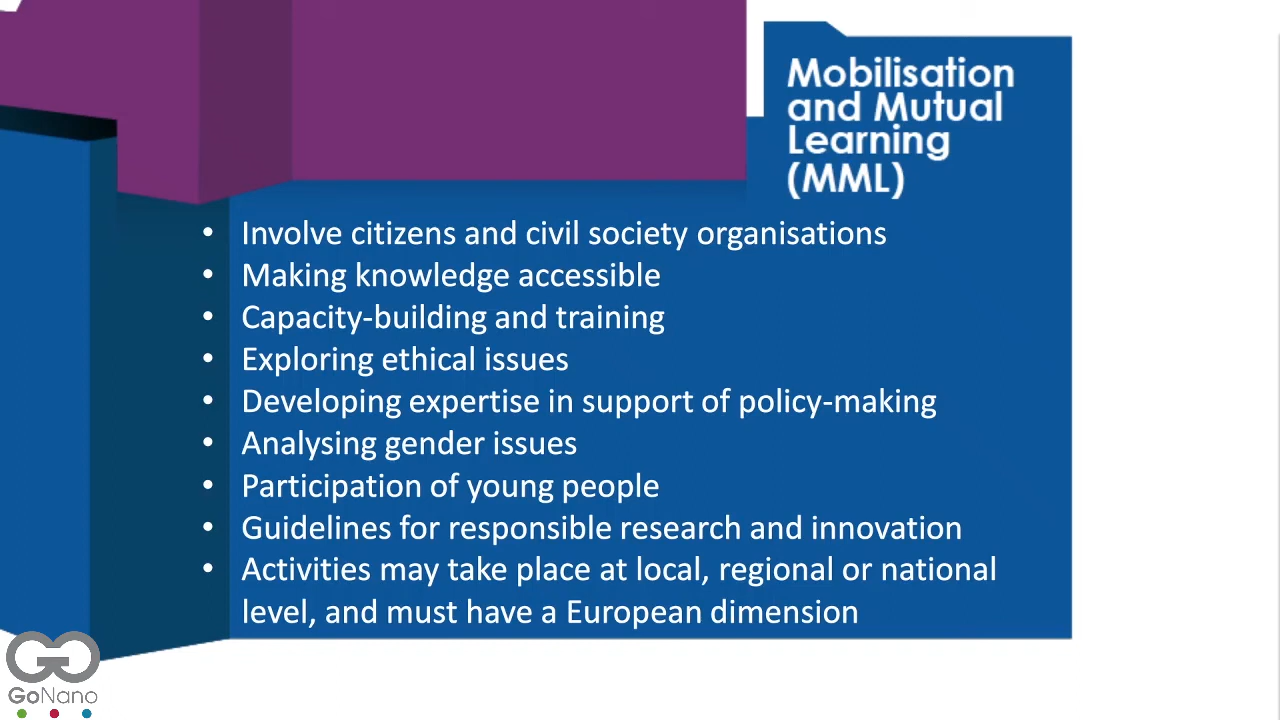 Mobilisation
and Mutual
Learning
(MML)
• Involve citizens and civil society organisations
• Making knowledge accessible
• Capacity-building and training
• Exploring ethical issues
• Developing expertise in support of policy-making
• Analysing gender issues
• Participation of young people
• Guidelines for responsible research and innovation
• Activities may take place at local, regional or national
level, and must have a European dimension
GoNano